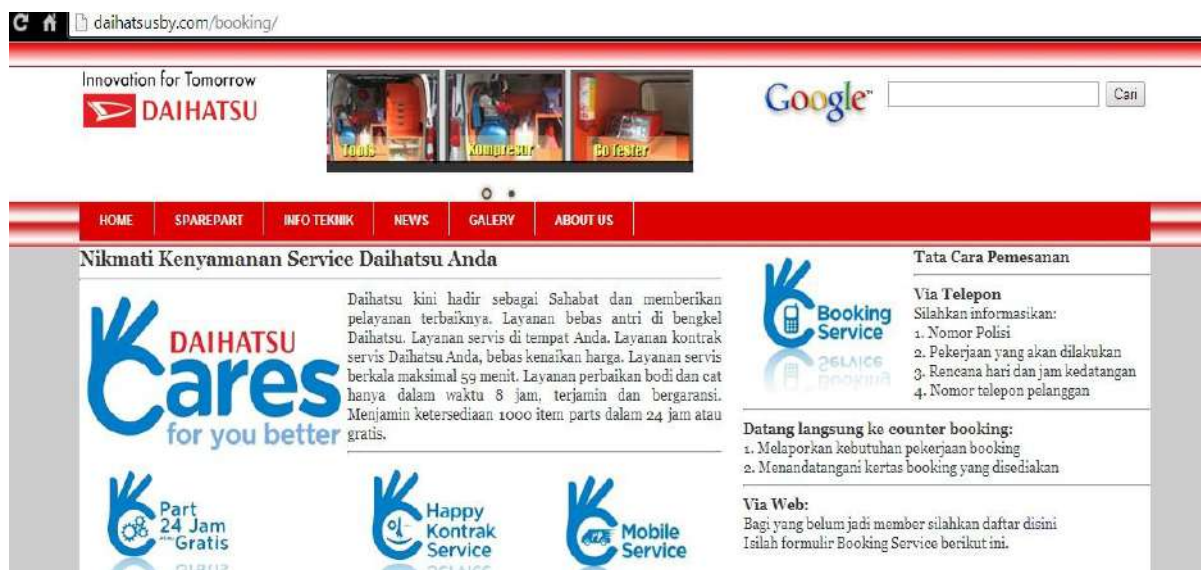 daihatsusby.com/booking/
Innovation for Tomorrow
DAIHATSU
Tools
Kompresor
Co Tester
Google™
Cari
HOME
SPAREPART
INFO TEKNIK
NEWS
GALERY
ABOUT US
Nikmati Kenyamanan Service Daihatsu Anda
DAIHATSU
Cares
for you better
Daihatsu kini hadir sebagai Sahabat dan memberikan
pelayanan terbaiknya. Layanan bebas antri di bengkel
Daihatsu. Layanan servis di tempat Anda. Layanan kontrak
servis Daihatsu Anda, bebas kenaikan harga. Layanan servis
berkala maksimal 59 menit. Layanan perbaikan bodi dan cat
hanya dalam waktu 8 jam, terjamin dan bergaransi.
Menjamin ketersediaan 1000 item parts dalam 24 jam atau
gratis.
Part
24 Jam
Gratis
Happy
Kontrak
Service
Mobile
Service
Booking
Service
Tata Cara Pemesanan
Via Telepon
Silahkan informasikan:
1. Nomor Polisi
2. Pekerjaan yang akan dilakukan
3. Rencana hari dan jam kedatangan
4. Nomor telepon pelanggan
Datang langsung ke counter booking:
1. Melaporkan kebutuhan pekerjaan booking
2. Menandatangani kertas booking yang disediakan
Via Web:
Bagi yang belum jadi member silahkan daftar disini
Isilah formulir Booking Service berikut ini.